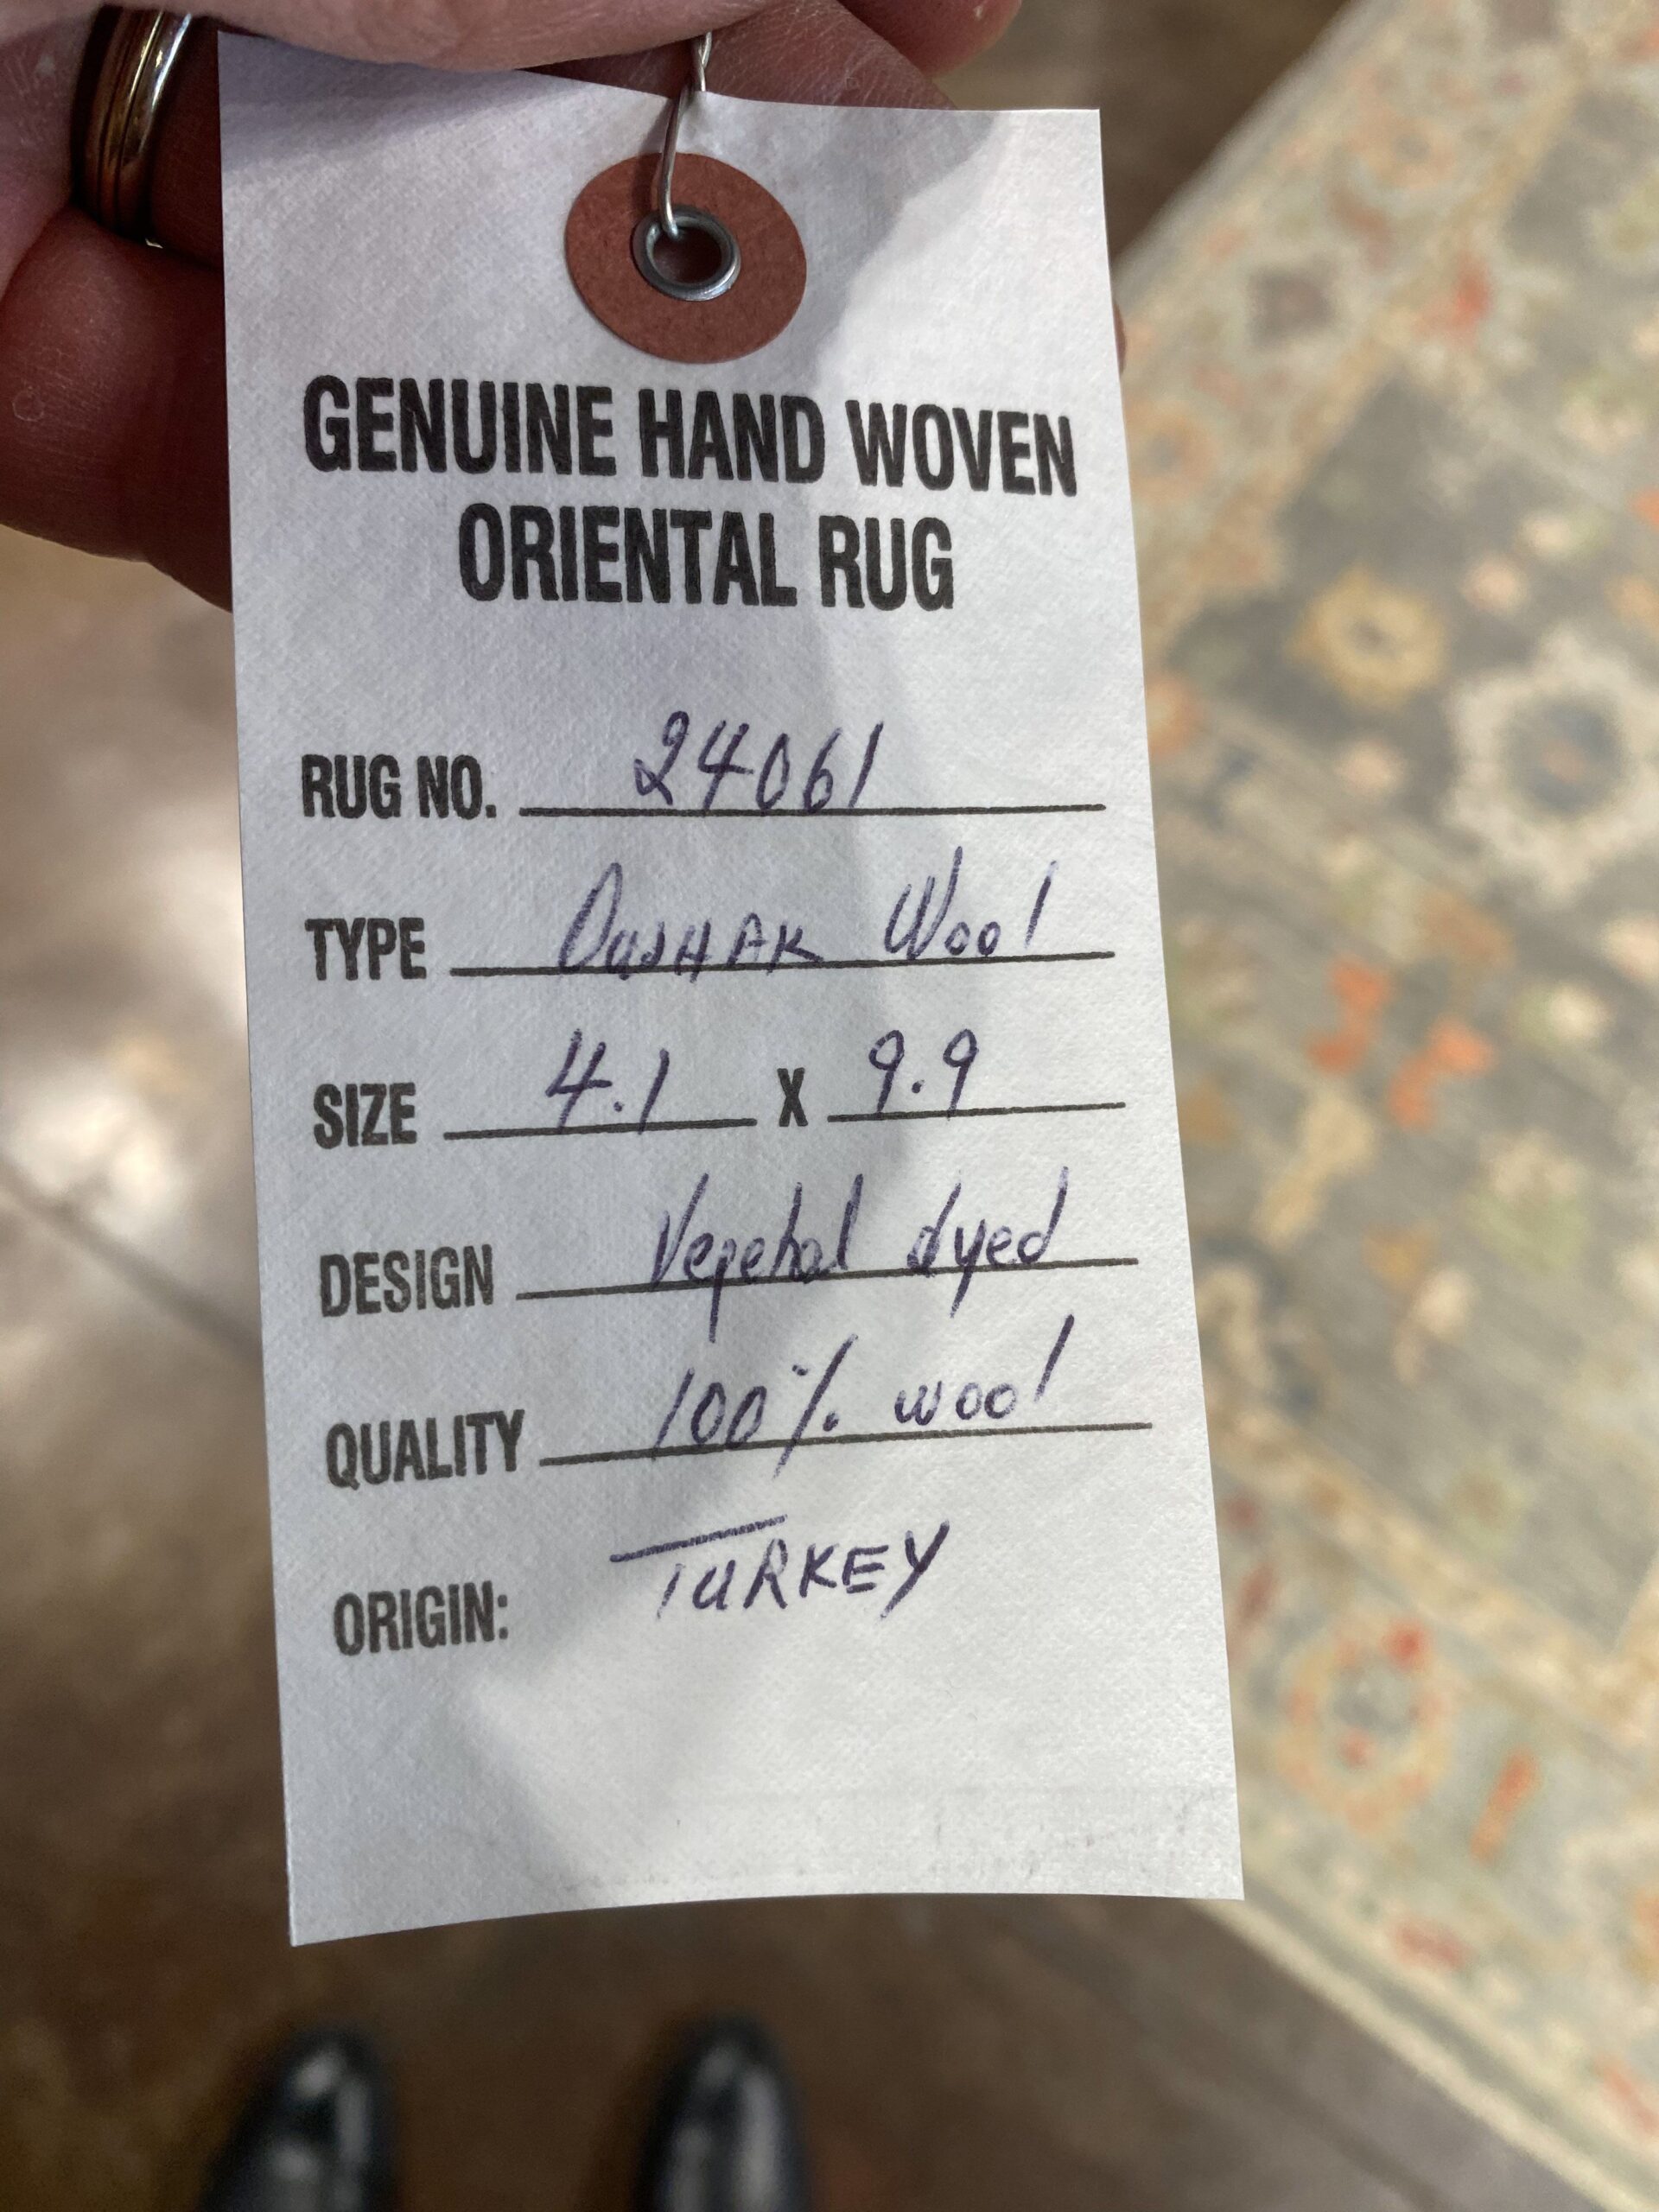 GENUINE HAND WOVEN
ORIENTAL RUG
RUG NO. 24061
TYPE OUSHAK Wool
SIZE 4.1 X 9.9
DESIGN Vegetal dyed
QUALITY 100% wool
ORIGIN: TURKEY